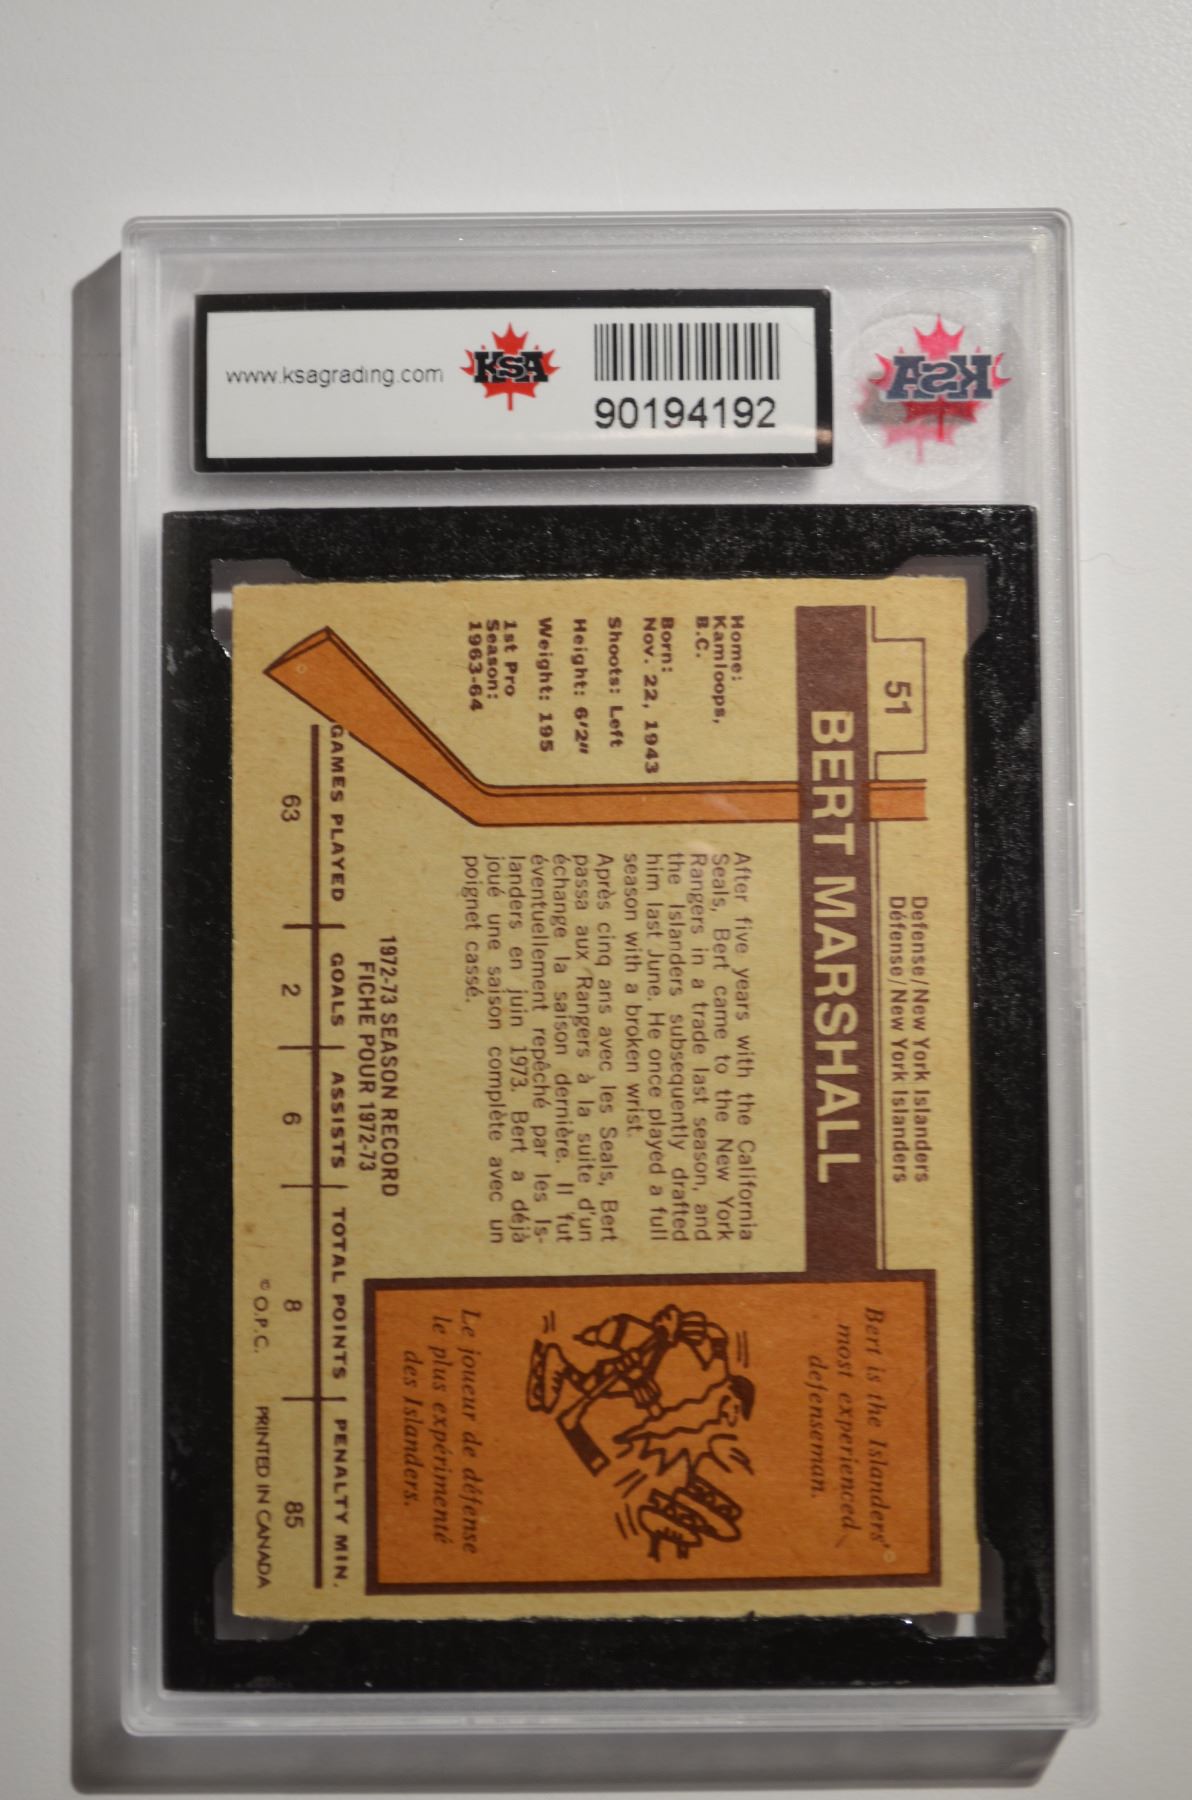 www.ksagrading.com
KSA
90194192
KSA
51
Defense/New York Islanders
Défense/New York Islanders
BERT MARSHALL
Home:
Kamloops,
B.C.
Born:
Nov. 22, 1943
Shoots: Left
Height: 6'2"
Weight: 195
1st Pro
Season:
1963-64
After five years with the California
Seals, Bert came to the New York
Rangers in a trade last season, and
the Islanders subsequently drafted
him last June. He once played a full
season with a broken wrist.
Après cinq ans avec les Seals, Bert
passa aux Rangers à la suite d'un
échange la saison dernière. Il fut
éventuellement repêché par les Is-
landers en juin 1973. Bert a déjà
joué une saison complète avec un
poignet cassé.
Bert is the Islanders'
most experienced
defenseman.
Le joueur de défense
le plus expérimenté
des Islanders.
1972-73 SEASON RECORD
FICHE POUR 1972-73
GAMES PLAYED GOALS ASSISTS TOTAL POINTS PENALTY MIN.
63 2 6 8 85
© O.P.C. PRINTED IN CANADA